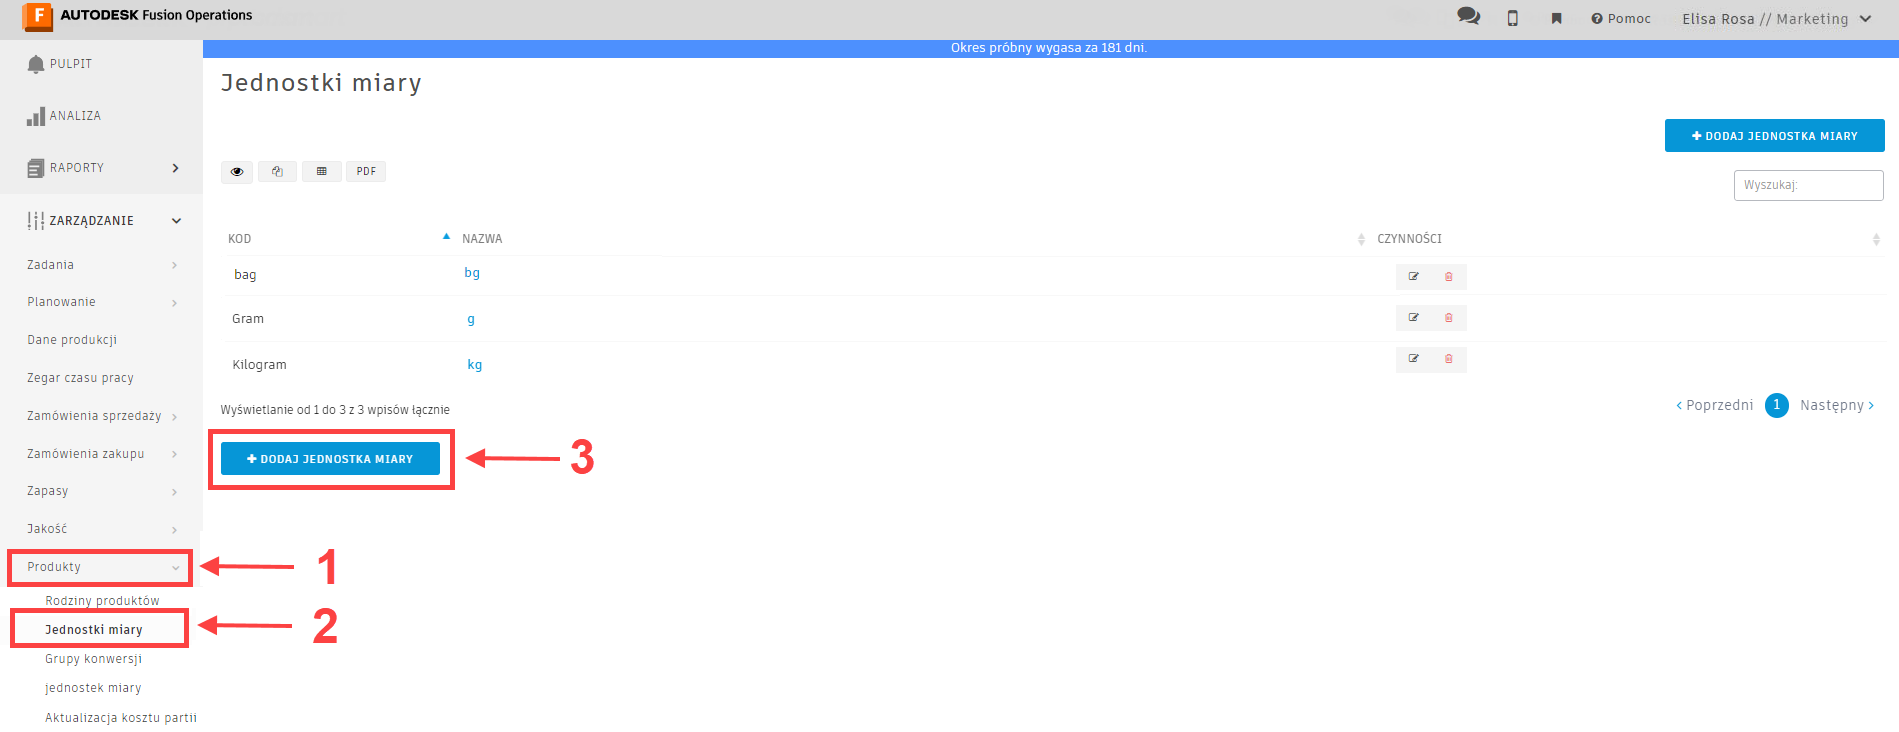 F AUTODESK Fusion Operations
Pomoc
Elisa Rosa // Marketing
Okres próbny wygasa za 181 dni.
PULPIT
ANALIZA
RAPORTY
ZARZĄDZANIE
Zadania
Planowanie
Dane produkcji
Zegar czasu pracy
Zamówienia sprzedaży
Zamówienia zakupu
Zapasy
Jakość
Produkty
1
Rodziny produktów
Jednostki miary
2
Grupy konwersji
jednostek miary
Aktualizacja kosztu partii
Jednostki miary
+ DODAJ JEDNOSTKA MIARY
PDF
Wyszukaj:
KOD NAZWA CZYNNOŚCI
bag bg
Gram g
Kilogram kg
Wyświetlanie od 1 do 3 z 3 wpisów łącznie
< Poprzedni 1 Następny >
+ DODAJ JEDNOSTKA MIARY
3